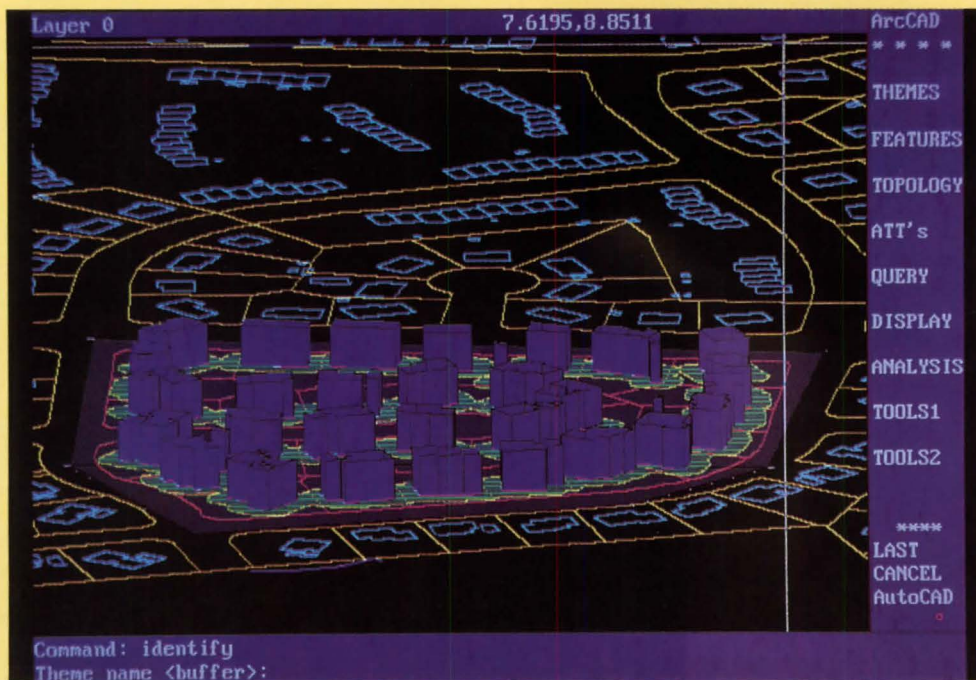 Layer 0
7.6195,8.8511
ArcCAD
* * * *
THEMES
FEATURES
TOPOLOGY
ATT's
QUERY
DISPLAY
ANALYSIS
TOOLS1
TOOLS2
****
LAST
CANCEL
AutoCAD
Command: identify
Theme name <buffer>: